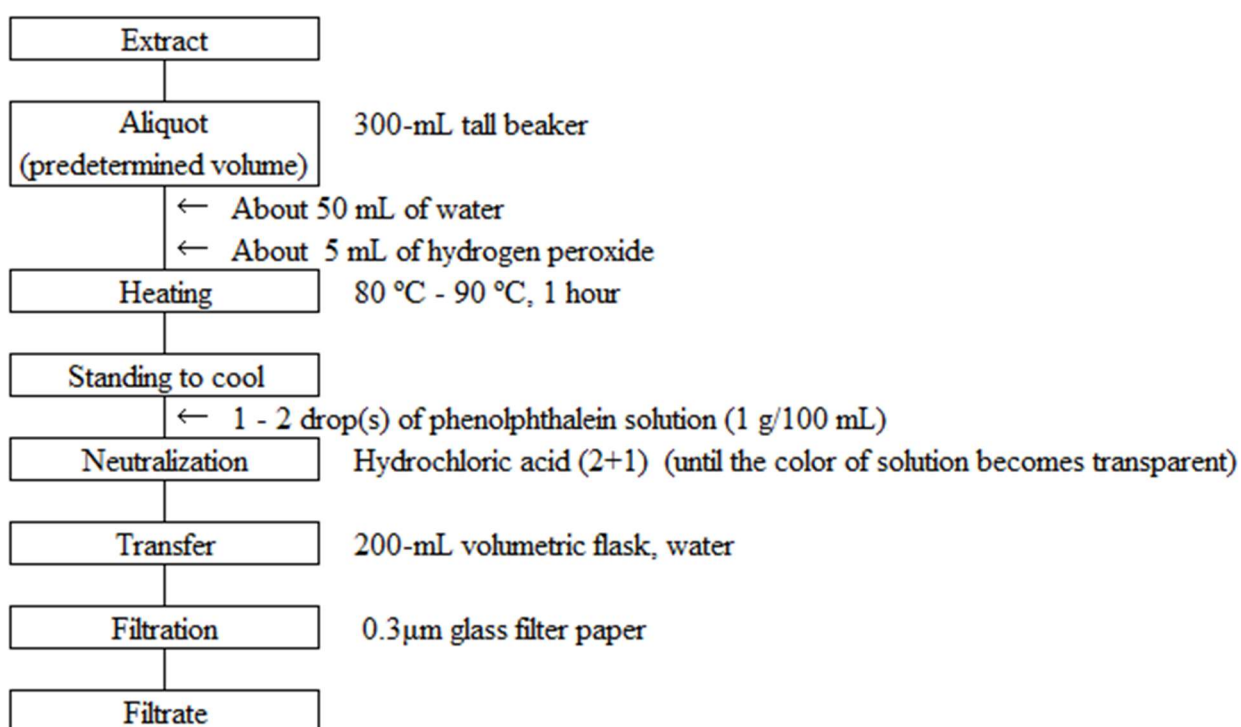 Extract
Aliquot
(predetermined volume)
300-mL tall beaker
← About 50 mL of water
← About 5 mL of hydrogen peroxide
Heating
80 ºC - 90 ºC, 1 hour
Standing to cool
← 1 - 2 drop(s) of phenolphthalein solution (1 g/100 mL)
Neutralization
Hydrochloric acid (2+1) (until the color of solution becomes transparent)
Transfer
200-mL volumetric flask, water
Filtration
0.3μm glass filter paper
Filtrate